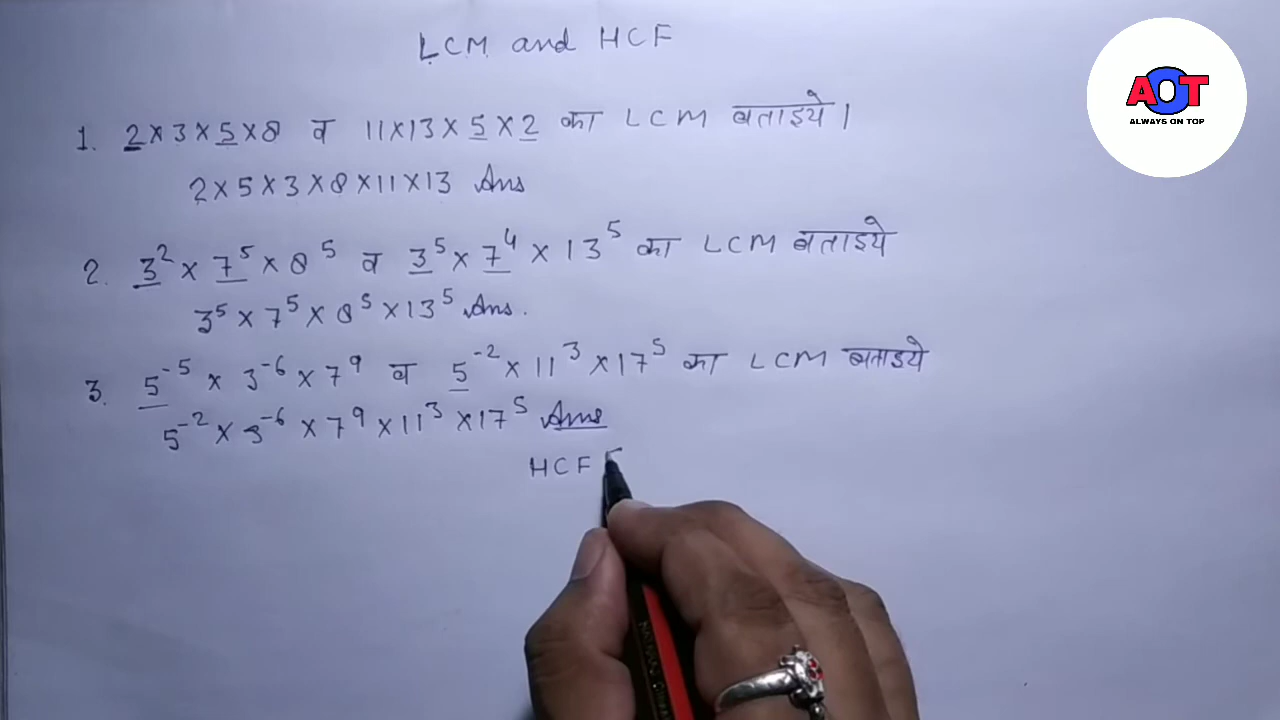 LCM and HCF
1. 2×3×5×8 व 11×13×5×2 का LCM बताइये।
2×5×3×8×11×13 Ans
2. 3²×7⁵×8⁵ व 3⁵×7⁴×13⁵ का LCM बताइये
3⁵×7⁵×8⁵×13⁵ Ans.
3. 5⁻⁵×3⁻⁶×7⁹ व 5⁻²×11³×17⁵ का LCM बताइये
5⁻²×3⁻⁶×7⁹×11³×17⁵ Ans
HCF
AOT
ALWAYS ON TOP